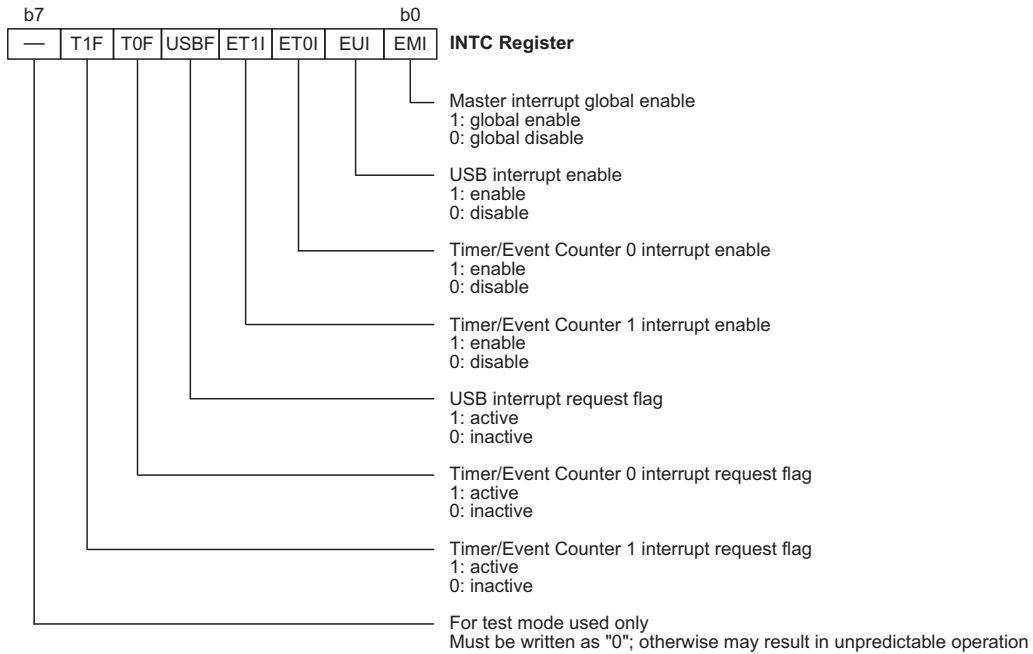 b7 b0
— T1F T0F USBF ET1I ET0I EUI EMI INTC Register
Master interrupt global enable
1: global enable
0: global disable
USB interrupt enable
1: enable
0: disable
Timer/Event Counter 0 interrupt enable
1: enable
0: disable
Timer/Event Counter 1 interrupt enable
1: enable
0: disable
USB interrupt request flag
1: active
0: inactive
Timer/Event Counter 0 interrupt request flag
1: active
0: inactive
Timer/Event Counter 1 interrupt request flag
1: active
0: inactive
For test mode used only
Must be written as "0"; otherwise may result in unpredictable operation